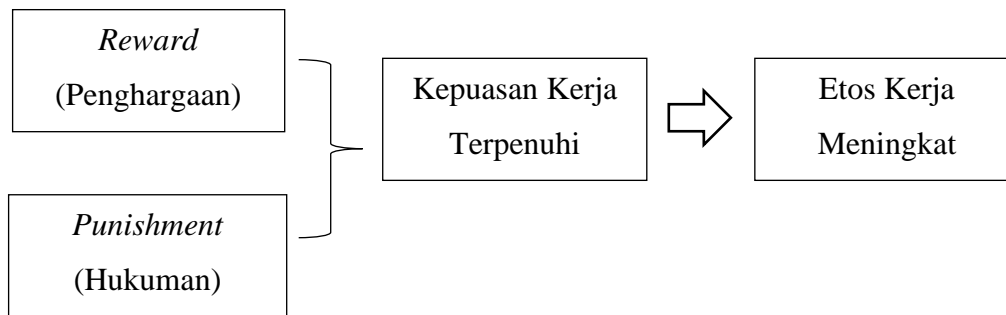 Reward
(Penghargaan)
Punishment
(Hukuman)
Kepuasan Kerja
Terpenuhi
Etos Kerja
Meningkat